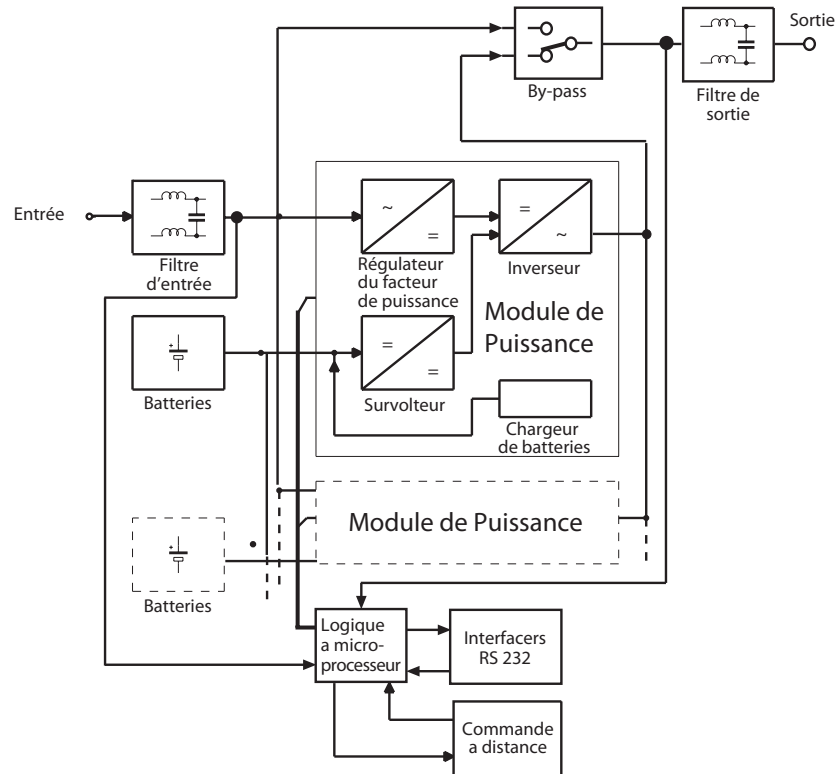 Sortie
By-pass
Filtre de
sortie
Entrée
Filtre
d'entrée
~
=
Régulateur
du facteur
de puissance
=
~
Inverseur
Module de
Puissance
+
Batteries
=
=
Survolteur
Chargeur
de batteries
Module de Puissance
+
Batteries
Logique
a micro-
processeur
Interfacers
RS 232
Commande
a distance